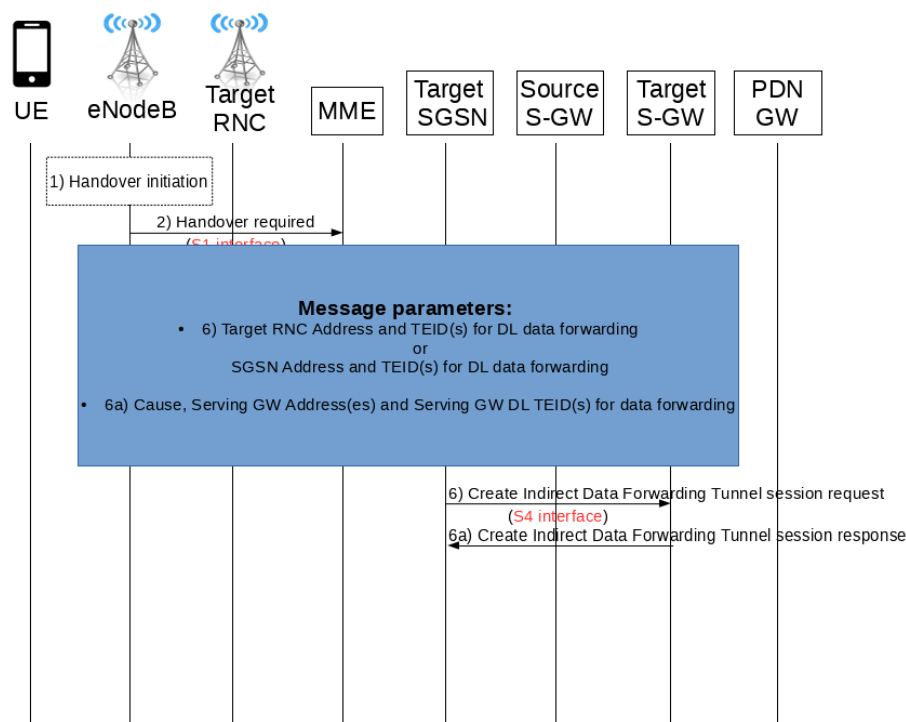 UE
eNodeB
Target
RNC
MME
Target
SGSN
Source
S-GW
Target
S-GW
PDN
GW
1) Handover initiation
2) Handover required
(S1 interface)
Message parameters:
• 6) Target RNC Address and TEID(s) for DL data forwarding
or
SGSN Address and TEID(s) for DL data forwarding
• 6a) Cause, Serving GW Address(es) and Serving GW DL TEID(s) for data forwarding
6) Create Indirect Data Forwarding Tunnel session request
(S4 interface)
6a) Create Indirect Data Forwarding Tunnel session response